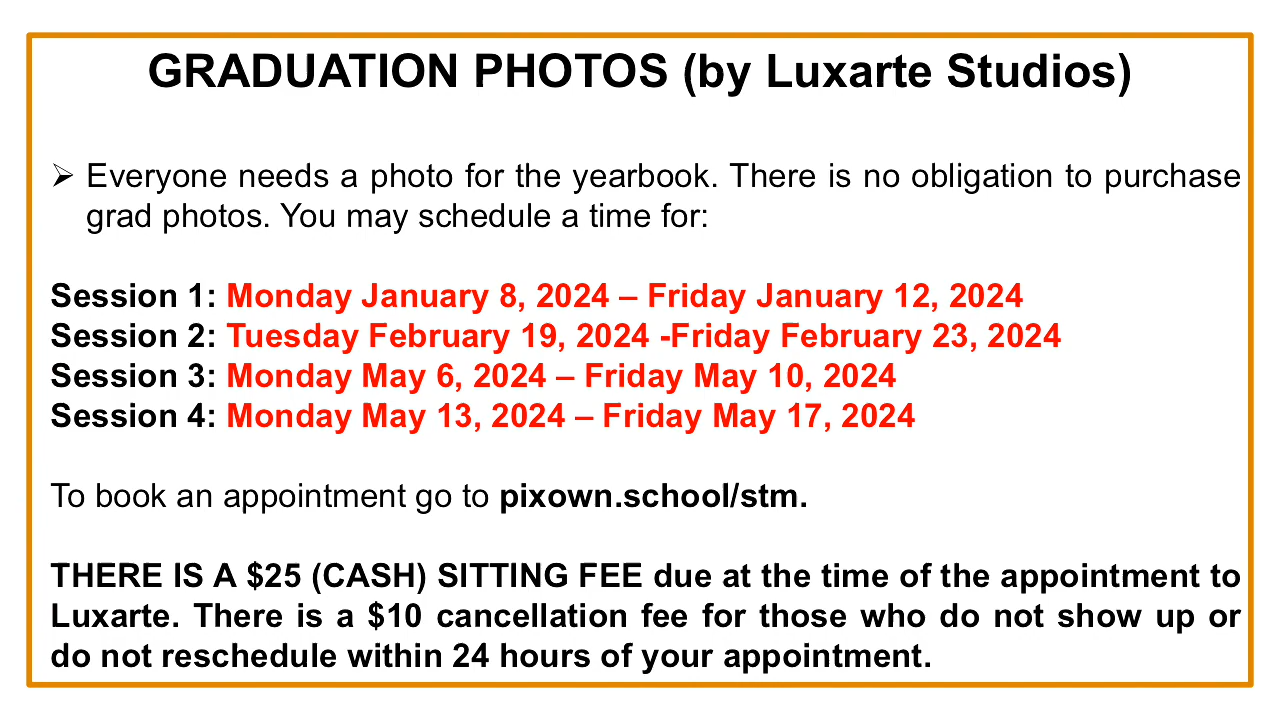 GRADUATION PHOTOS (by Luxarte Studios)
➢ Everyone needs a photo for the yearbook. There is no obligation to purchase
grad photos. You may schedule a time for:
Session 1: Monday January 8, 2024 – Friday January 12, 2024
Session 2: Tuesday February 19, 2024 -Friday February 23, 2024
Session 3: Monday May 6, 2024 – Friday May 10, 2024
Session 4: Monday May 13, 2024 – Friday May 17, 2024
To book an appointment go to pixown.school/stm.
THERE IS A $25 (CASH) SITTING FEE due at the time of the appointment to
Luxarte. There is a $10 cancellation fee for those who do not show up or
do not reschedule within 24 hours of your appointment.